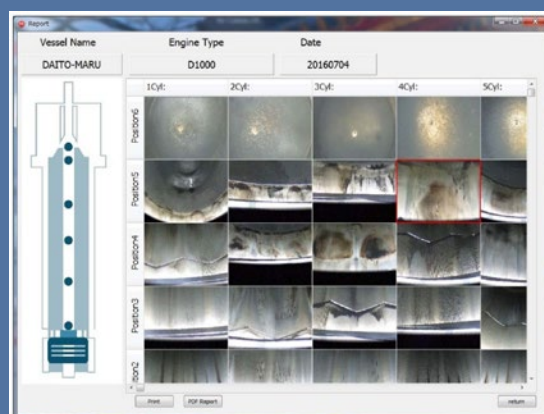 Report
Vessel Name Engine Type Date
DAITO-MARU D1000 20160704
1Cyl: 2Cyl: 3Cyl: 4Cyl: 5Cyl:
Position6
Position5
Position4
Position3
sition2
Print PDF Report return